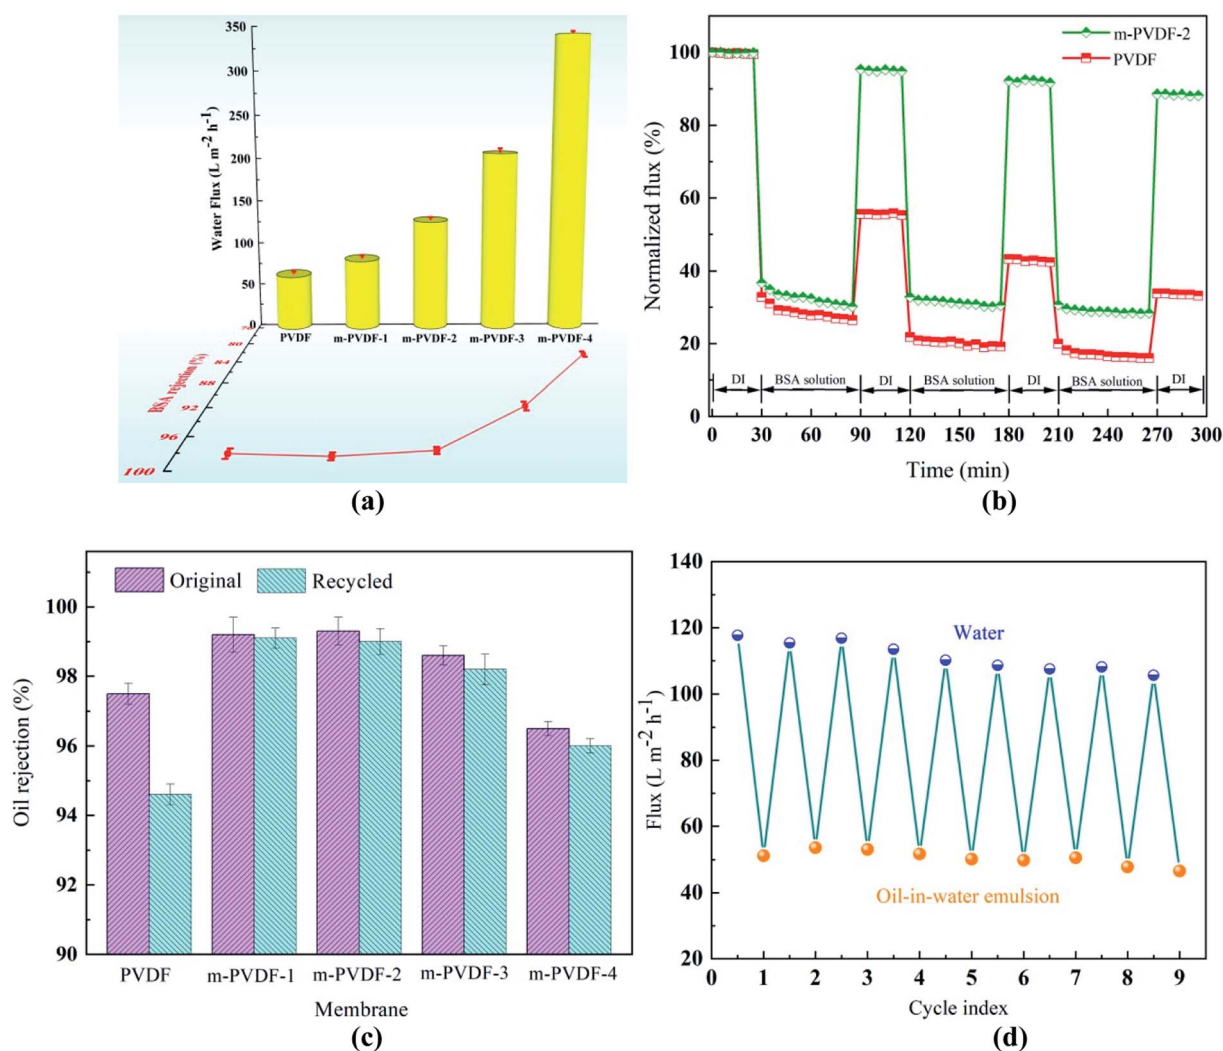 350
300
250
200
150
100
50
0
Water Flux (L m⁻² h⁻¹)
PVDF m-PVDF-1 m-PVDF-2 m-PVDF-3 m-PVDF-4
80
84
88
92
96
100
BSA rejection (%)
(a)
100
80
60
40
20
0
Normalized flux (%)
m-PVDF-2
PVDF
DI BSA solution DI BSA solution DI BSA solution DI
0 30 60 90 120 150 180 210 240 270 300
Time (min)
(b)
100
98
96
94
92
90
Oil rejection (%)
Original Recycled
PVDF m-PVDF-1 m-PVDF-2 m-PVDF-3 m-PVDF-4
Membrane
(c)
140
120
100
80
60
40
20
Flux (L m⁻² h⁻¹)
Water
Oil-in-water emulsion
0 1 2 3 4 5 6 7 8 9
Cycle index
(d)